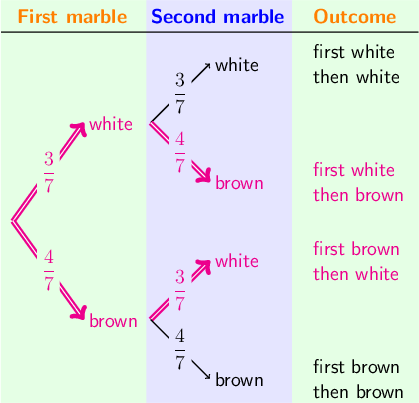 First marble Second marble Outcome
3/7 white
4/7 brown
3/7 white
4/7 brown
3/7 white
4/7 brown
first white
then white
first white
then brown
first brown
then white
first brown
then brown